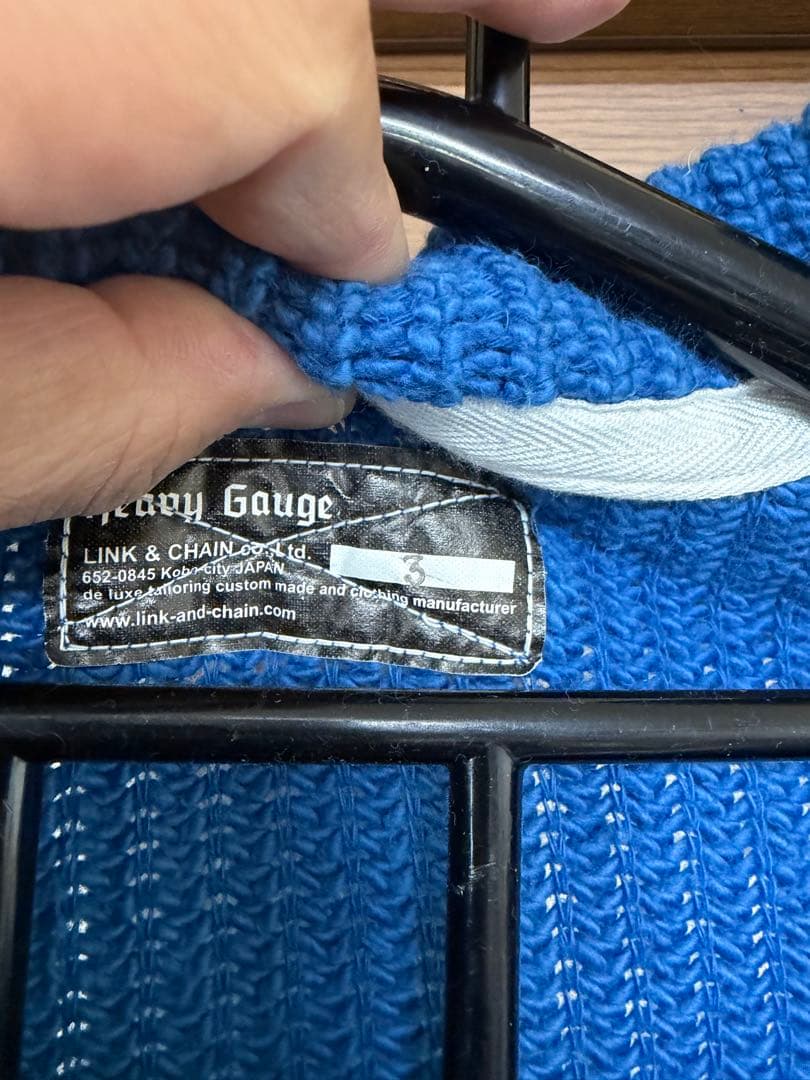 Heavy Gauge
LINK & CHAIN co.,Ltd.
3
652-0845 Kobe-city JAPAN
de luxe tailoring custom made and clothing manufacturer
www.link-and-chain.com